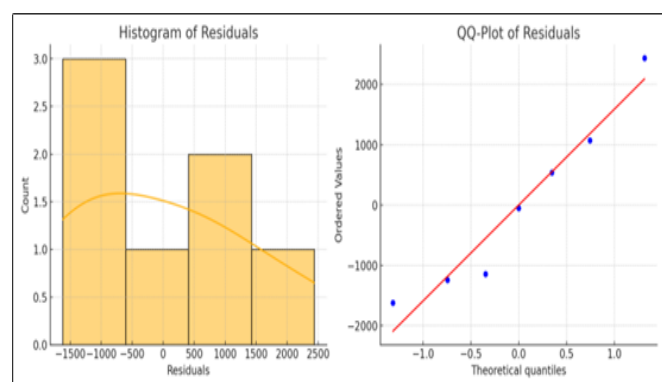 Histogram of Residuals
3.0
2.5
2.0
1.5
1.0
0.5
0.0
Count
−1500 −1000 −500 0 500 1000 1500 2000 2500
Residuals
QQ-Plot of Residuals
2000
1000
0
−1000
−2000
Ordered Values
−1.0 −0.5 0.0 0.5 1.0
Theoretical quantiles